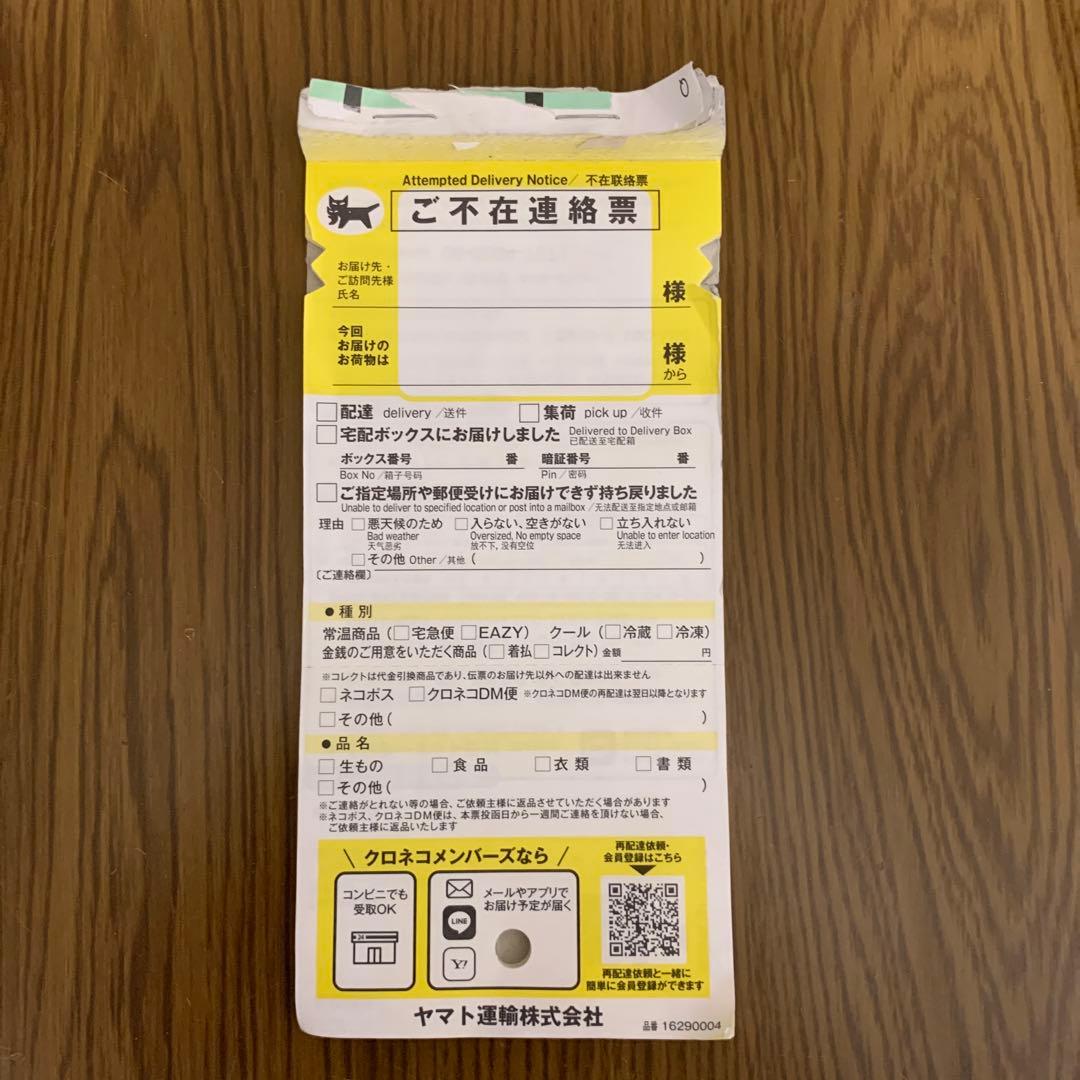 Attempted Delivery Notice／ 不在联络票
ご不在連絡票
お届け先・
ご訪問先様
氏名
様
今回
お届けの
お荷物は
様
から
配達 delivery ／送件 集荷 pick up ／收件
宅配ボックスにお届けしました Delivered to Delivery Box
已配送至宅配箱
ボックス番号 番 暗証番号 番
Box No ／箱子号码 Pin ／密码
ご指定場所や郵便受けにお届けできず持ち戻りました
Unable to deliver to specified location or post into a mailbox ／无法配送至指定地点或邮箱
理由 悪天候のため 入らない、空きがない 立ち入れない
Bad weather Oversized, No empty space Unable to enter location
天气恶劣 放不下, 没有空位 无法进入
その他 Other ／其他 ( )
〔ご連絡欄〕
●種別
常温商品 (宅急便 EAZY) クール (冷蔵 冷凍)
金銭のご用意をいただく商品 (着払 コレクト) 金額 円
※コレクトは代金引換商品であり、伝票のお届け先以外への配達は出来ません
ネコポス クロネコDM便 ※クロネコDM便の再配達は翌日以降となります
その他 ( )
●品名
生もの 食品 衣類 書類
その他 ( )
※ご連絡がとれない等の場合、ご依頼主様に返品させていただく場合があります
※ネコポス、クロネコDM便は、本票投函日から一週間ご連絡を頂けない場合、
ご依頼主様に返品いたします
\ クロネコメンバーズなら /
コンビニでも
受取OK
メールやアプリで
お届け予定が届く
LINE
Y!
再配達依頼・
会員登録はこちら
再配達依頼と一緒に
簡単に会員登録ができます
ヤマト運輸株式会社
品番 16290004